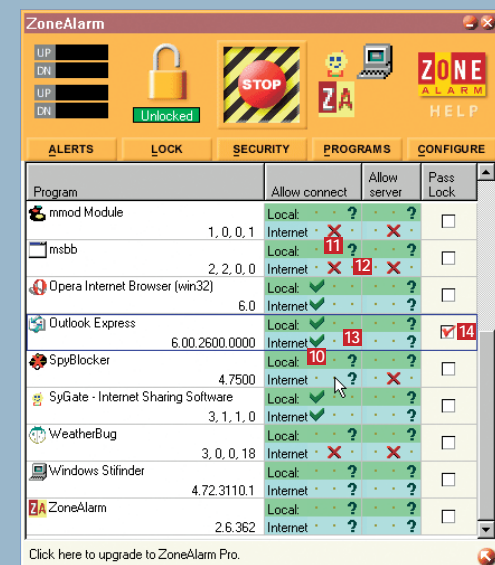 ZoneAlarm
UP
DN
UP
DN
Unlocked
STOP
ZA
ZONE
ALARM
HELP
ALERTS LOCK SECURITY PROGRAMS CONFIGURE
Program Allow connect Allow server Pass Lock
mmod Module Local: ? ?
1, 0, 0, 1 Internet
11
msbb Local: ? ?
2, 2, 0, 0 Internet
12
Opera Internet Browser (win32) Local: ?
6.0 Internet ?
Outlook Express Local: ?
6.00.2600.0000 Internet ?
13
14
SpyBlocker Local: ? ?
10
4.7500 Internet ?
SyGate - Internet Sharing Software Local: ?
3, 1, 1, 0 Internet ?
WeatherBug Local: ? ?
3, 0, 0, 18 Internet
Windows Stifinder Local: ? ?
4.72.3110.1 Internet ? ?
ZA ZoneAlarm Local: ? ?
2.6.362 Internet ? ?
Click here to upgrade to ZoneAlarm Pro.